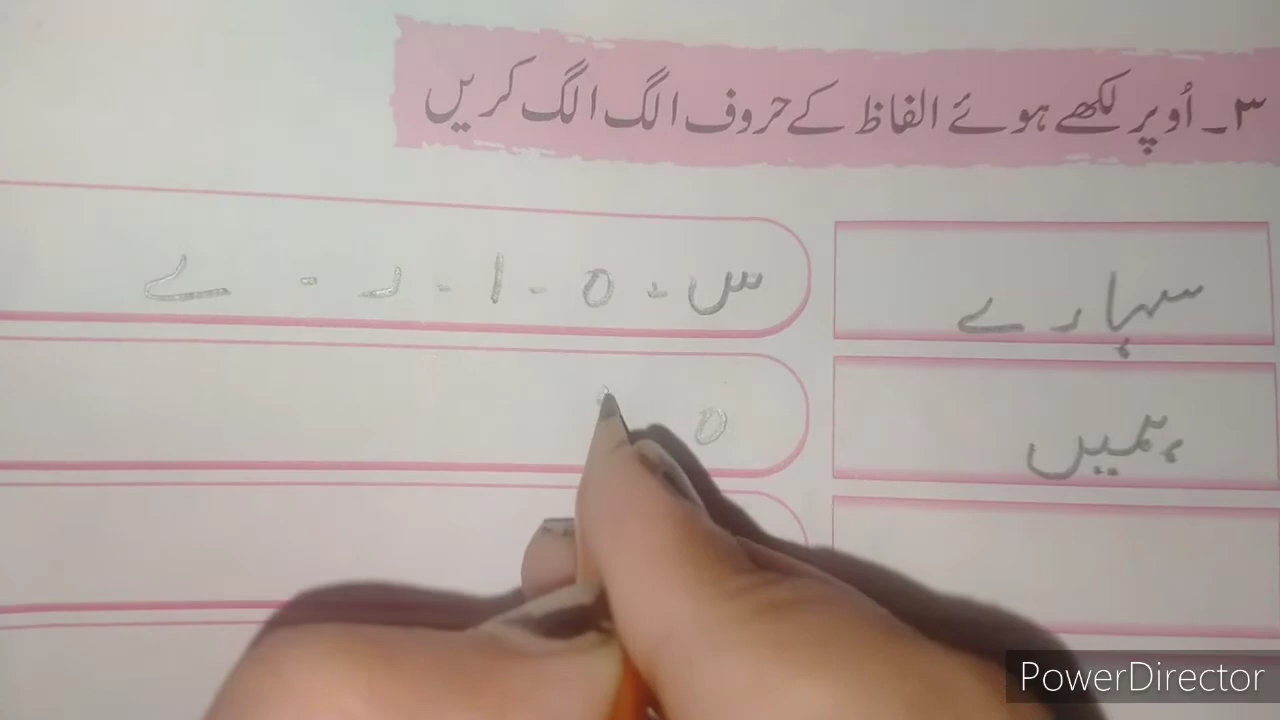 ۳۔ اُوپر لکھے ہوئے الفاظ کے حروف الگ الگ کریں
سہارے
س - ہ - ا - ر - ے
ہمیں
ہ
PowerDirector